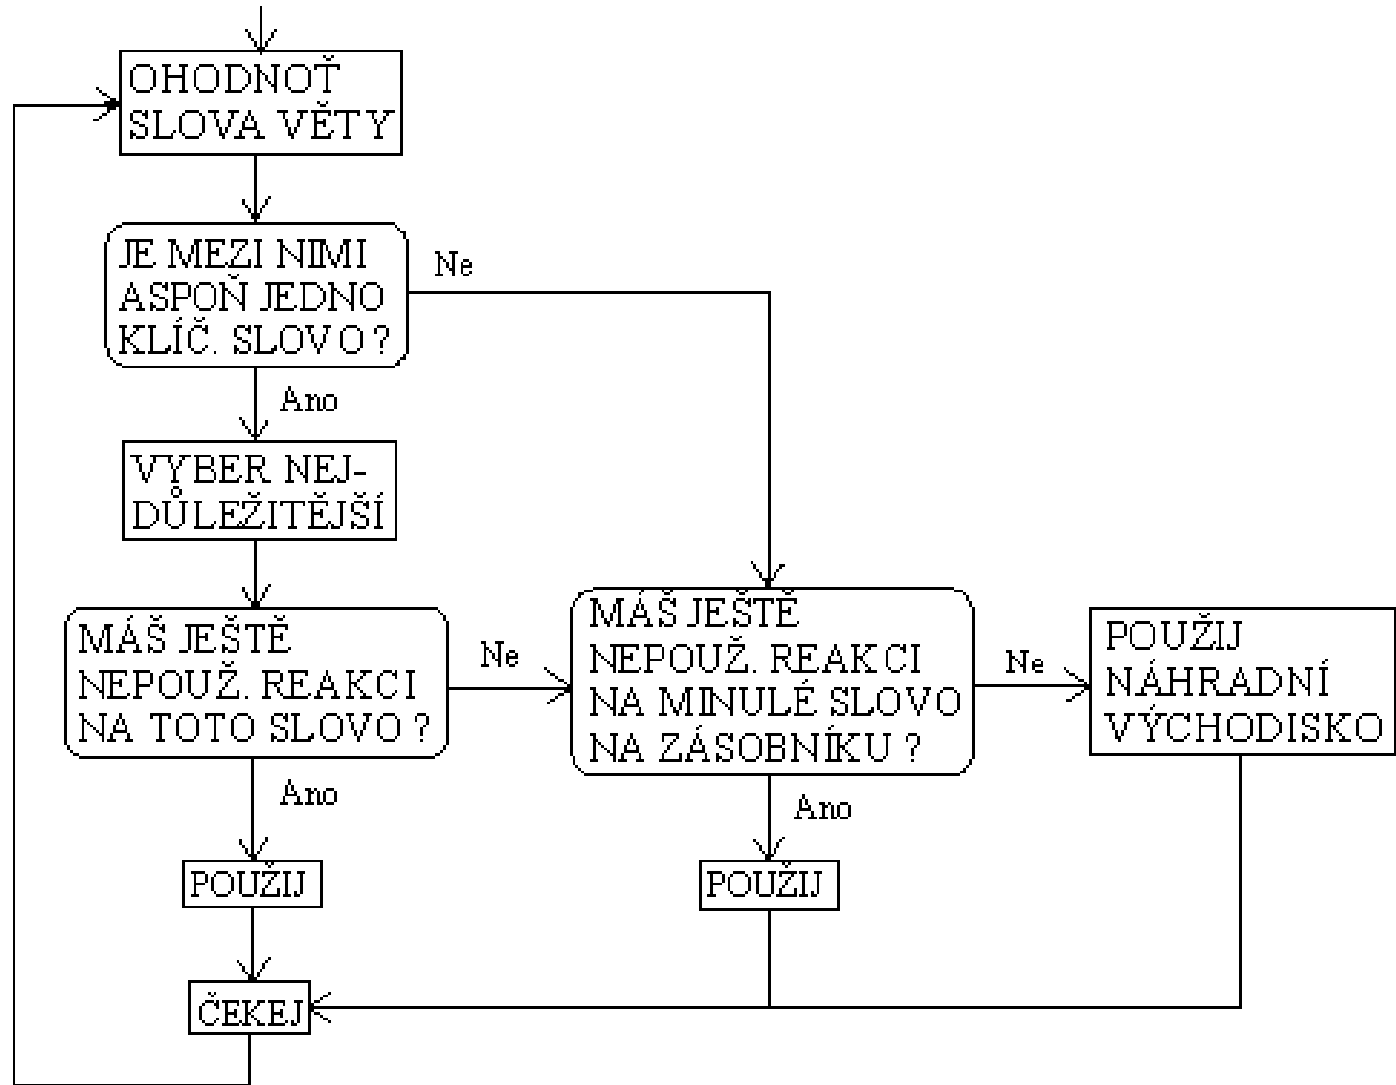 OHODNOŤ
SLOVA VĚTY
JE MEZI NIMI
ASPOŇ JEDNO
KLÍČ. SLOVO ?
Ne
Ano
VYBER NEJ-
DŮLEŽITĚJŠÍ
MÁŠ JEŠTĚ
NEPOUŽ. REAKCI
NA TOTO SLOVO ?
Ne
MÁŠ JEŠTĚ
NEPOUŽ. REAKCI
NA MINULÉ SLOVO
NA ZÁSOBNÍKU ?
Ne
POUŽIJ
NÁHRADNÍ
VÝCHODISKO
Ano
Ano
POUŽIJ
POUŽIJ
ČEKEJ